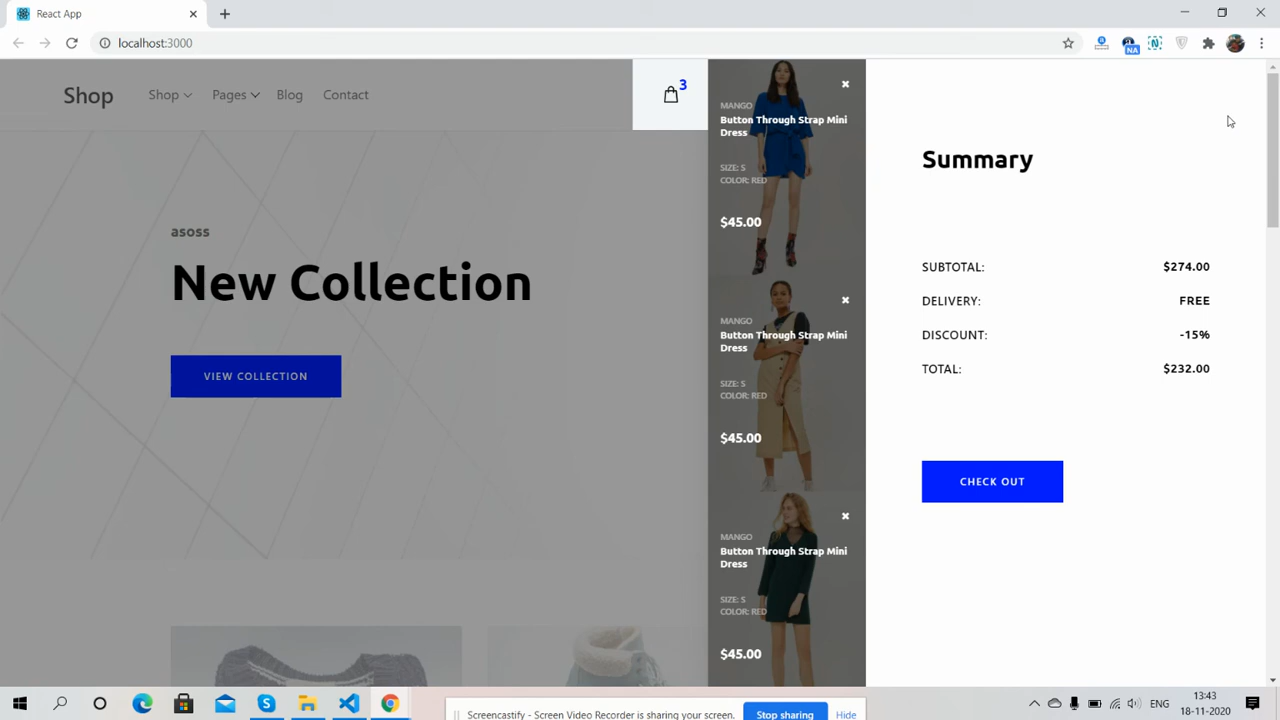 React App
localhost:3000
NA
Shop
Shop Pages Blog Contact
3
asoss
New Collection
VIEW COLLECTION
MANGO
Button Through Strap Mini
Dress
SIZE: S
COLOR: RED
$45.00
MANGO
Button Through Strap Mini
Dress
SIZE: S
COLOR: RED
$45.00
MANGO
Button Through Strap Mini
Dress
SIZE: S
COLOR: RED
$45.00
Summary
SUBTOTAL: $274.00
DELIVERY: FREE
DISCOUNT: -15%
TOTAL: $232.00
CHECK OUT
Screencastify - Screen Video Recorder is sharing your screen. Stop sharing Hide
ENG
13:43
18-11-2020